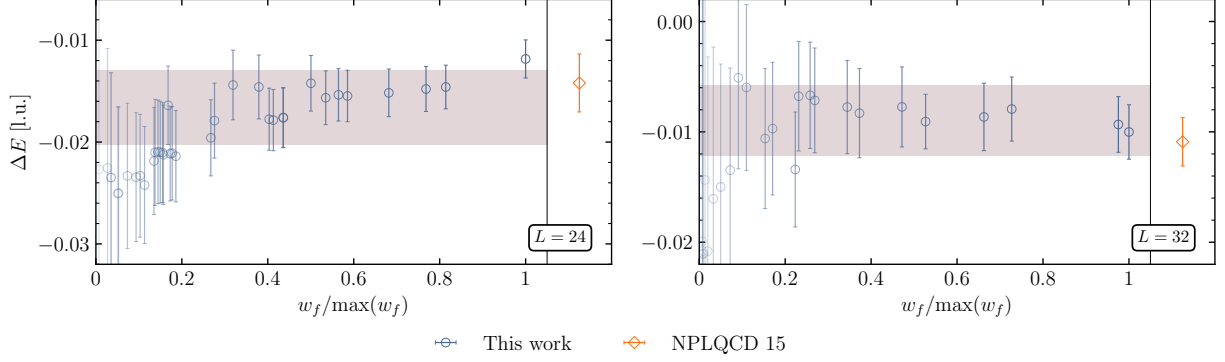 ΔE [l.u.]
−0.01
−0.02
−0.03
0
0.2
0.4
0.6
0.8
1
w_f/max(w_f)
L = 24
0.00
−0.01
−0.02
0
0.2
0.4
0.6
0.8
1
w_f/max(w_f)
L = 32
This work
NPLQCD 15